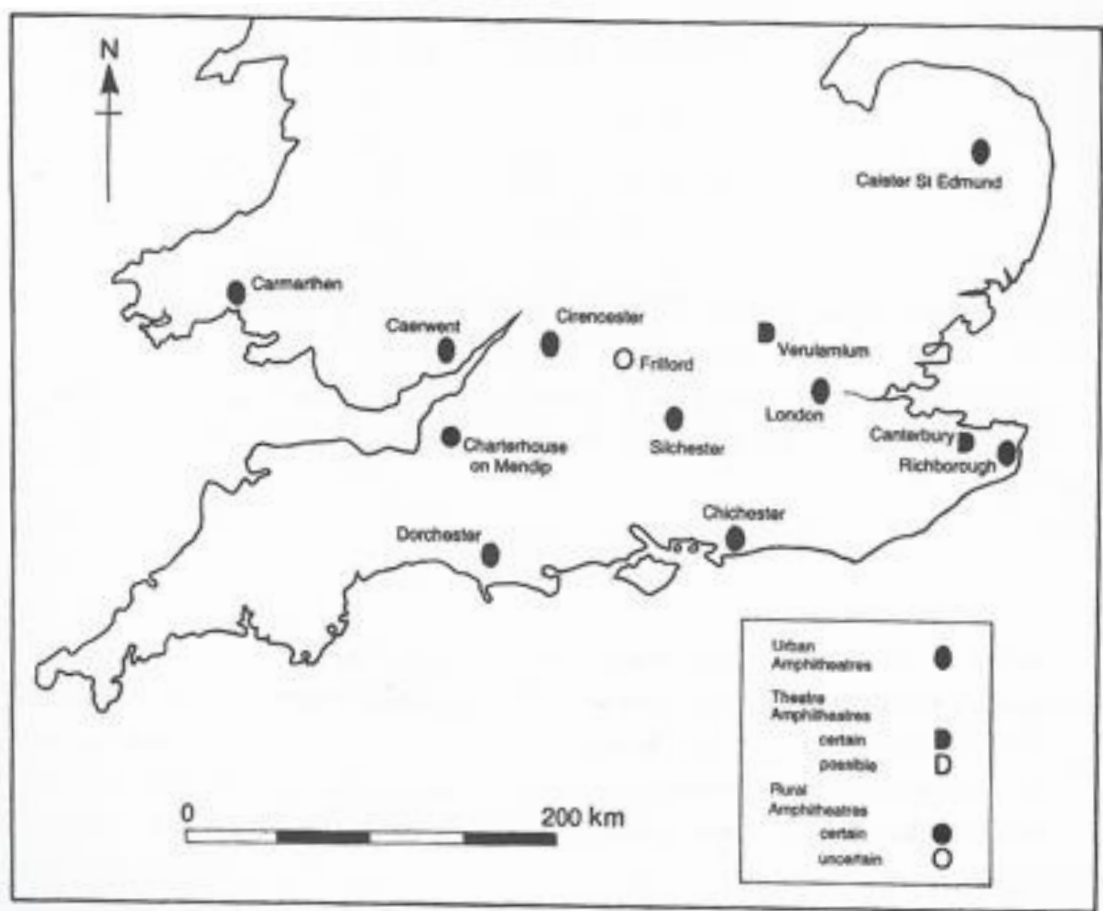 N
Caister St Edmund
Carmarthen
Caerwent
Cirencester
Frilford
Verulamium
London
Silchester
Canterbury
Richborough
Charterhouse
on Mendip
Chichester
Dorchester
Urban
Amphitheatres
Theatre
Amphitheatres
certain
possible
Rural
Amphitheatres
certain
uncertain
0
200 km